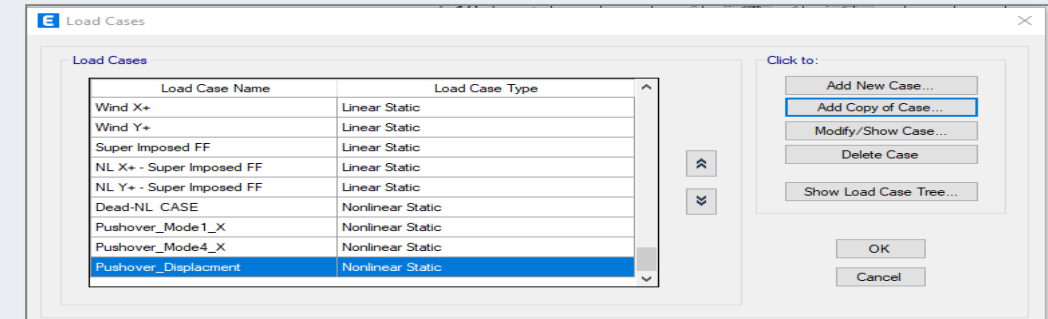 E Load Cases
Load Cases
Click to:
Load Case Name Load Case Type
Wind X+ Linear Static
Wind Y+ Linear Static
Super Imposed FF Linear Static
NL X+ - Super Imposed FF Linear Static
NL Y+ - Super Imposed FF Linear Static
Dead-NL CASE Nonlinear Static
Pushover_Mode1_X Nonlinear Static
Pushover_Mode4_X Nonlinear Static
Pushover_Displacment Nonlinear Static
Add New Case...
Add Copy of Case...
Modify/Show Case...
Delete Case
Show Load Case Tree...
OK
Cancel